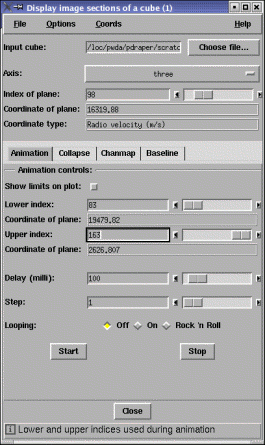 Display image sections of a cube (1)
File Options Coords Help
Input cube: /loc/pwda/pdraper/scratc Choose file...
Axis: three
Index of plane: 98
Coordinate of plane: 16319.88
Coordinate type: Radio velocity (m/s)
Animation Collapse Chanmap Baseline
Animation controls:
Show limits on plot:
Lower index: 83
Coordinate of plane: 19479.82
Upper index: 163
Coordinate of plane: 2626.807
Delay (milli): 100
Step: 1
Looping: Off On Rock 'n Roll
Start Stop
Close
Lower and upper indices used during animation